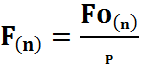 F(n) = Fo(n)
P